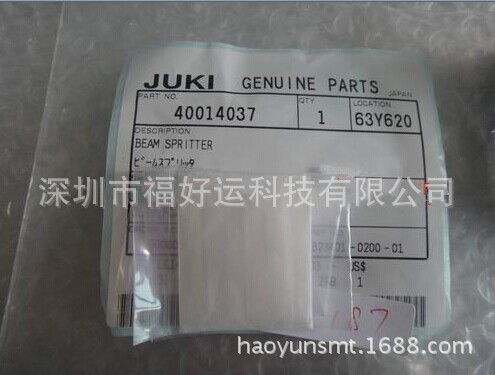 JUKI GENUINE PARTS
JAPAN
PART NO. QTY LOCATION
40014037 1 63Y620
DESCRIPTION
BEAM SPRITTER
ビームスプリッタ
深圳市福好运科技有限公司
-0200-01
US$
1
187
haoyunsmt.1688.com